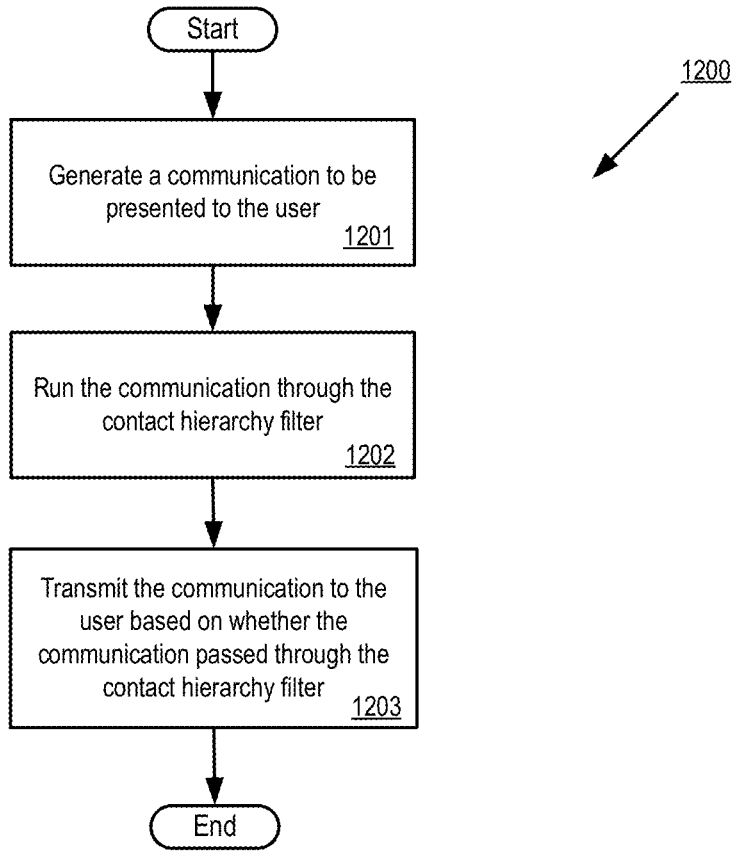 Start
1200
Generate a communication to be
presented to the user
1201
Run the communication through the
contact hierarchy filter
1202
Transmit the communication to the
user based on whether the
communication passed through the
contact hierarchy filter
1203
End